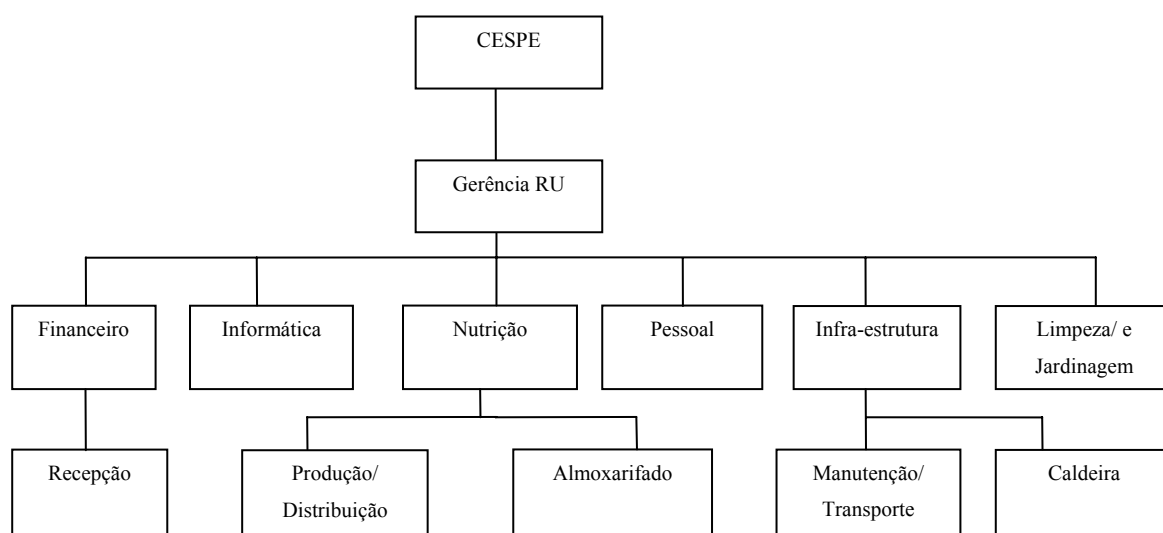 CESPE
Gerência RU
Financeiro
Informática
Nutrição
Pessoal
Infra-estrutura
Limpeza/ e
Jardinagem
Recepção
Produção/
Distribuição
Almoxarifado
Manutenção/
Transporte
Caldeira